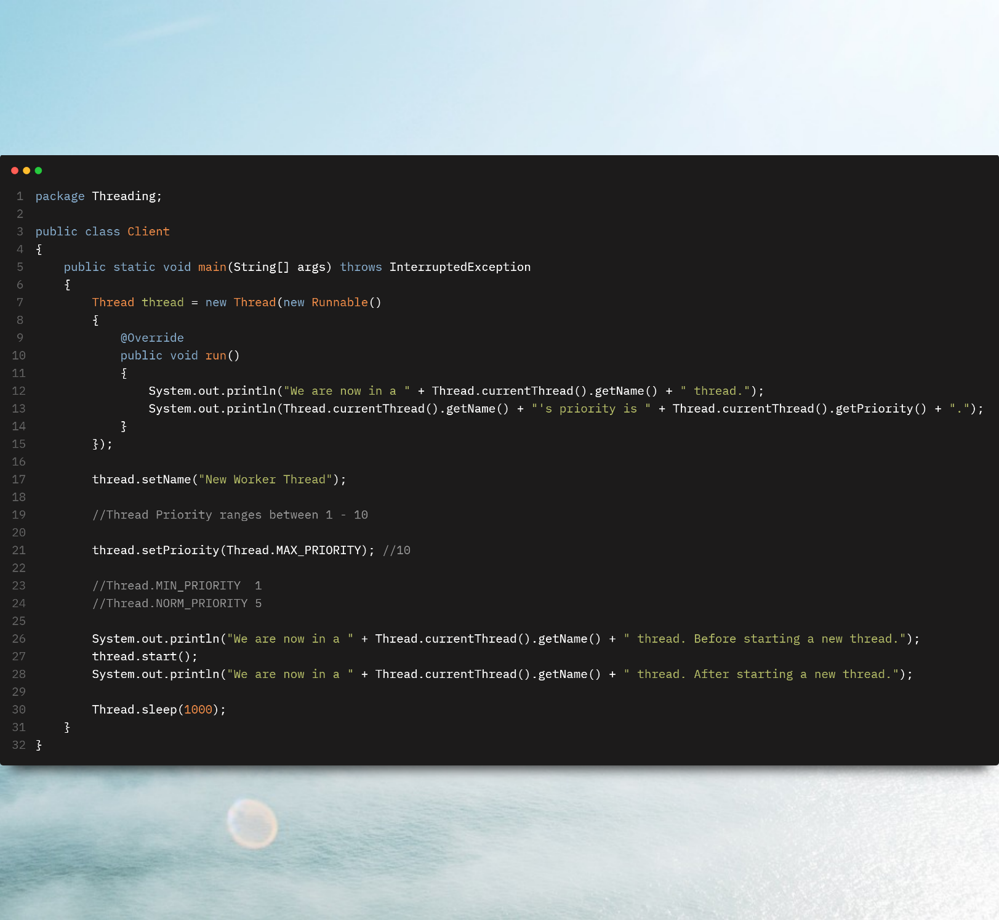 1 package Threading;
2
3 public class Client
4 {
5     public static void main(String[] args) throws InterruptedException
6     {
7         Thread thread = new Thread(new Runnable()
8         {
9             @Override
10             public void run()
11             {
12                 System.out.println("We are now in a " + Thread.currentThread().getName() + " thread.");
13                 System.out.println(Thread.currentThread().getName() + "'s priority is " + Thread.currentThread().getPriority() + ".");
14             }
15         });
16
17         thread.setName("New Worker Thread");
18
19         //Thread Priority ranges between 1 - 10
20
21         thread.setPriority(Thread.MAX_PRIORITY); //10
22
23         //Thread.MIN_PRIORITY  1
24         //Thread.NORM_PRIORITY 5
25
26         System.out.println("We are now in a " + Thread.currentThread().getName() + " thread. Before starting a new thread.");
27         thread.start();
28         System.out.println("We are now in a " + Thread.currentThread().getName() + " thread. After starting a new thread.");
29
30         Thread.sleep(1000);
31     }
32 }